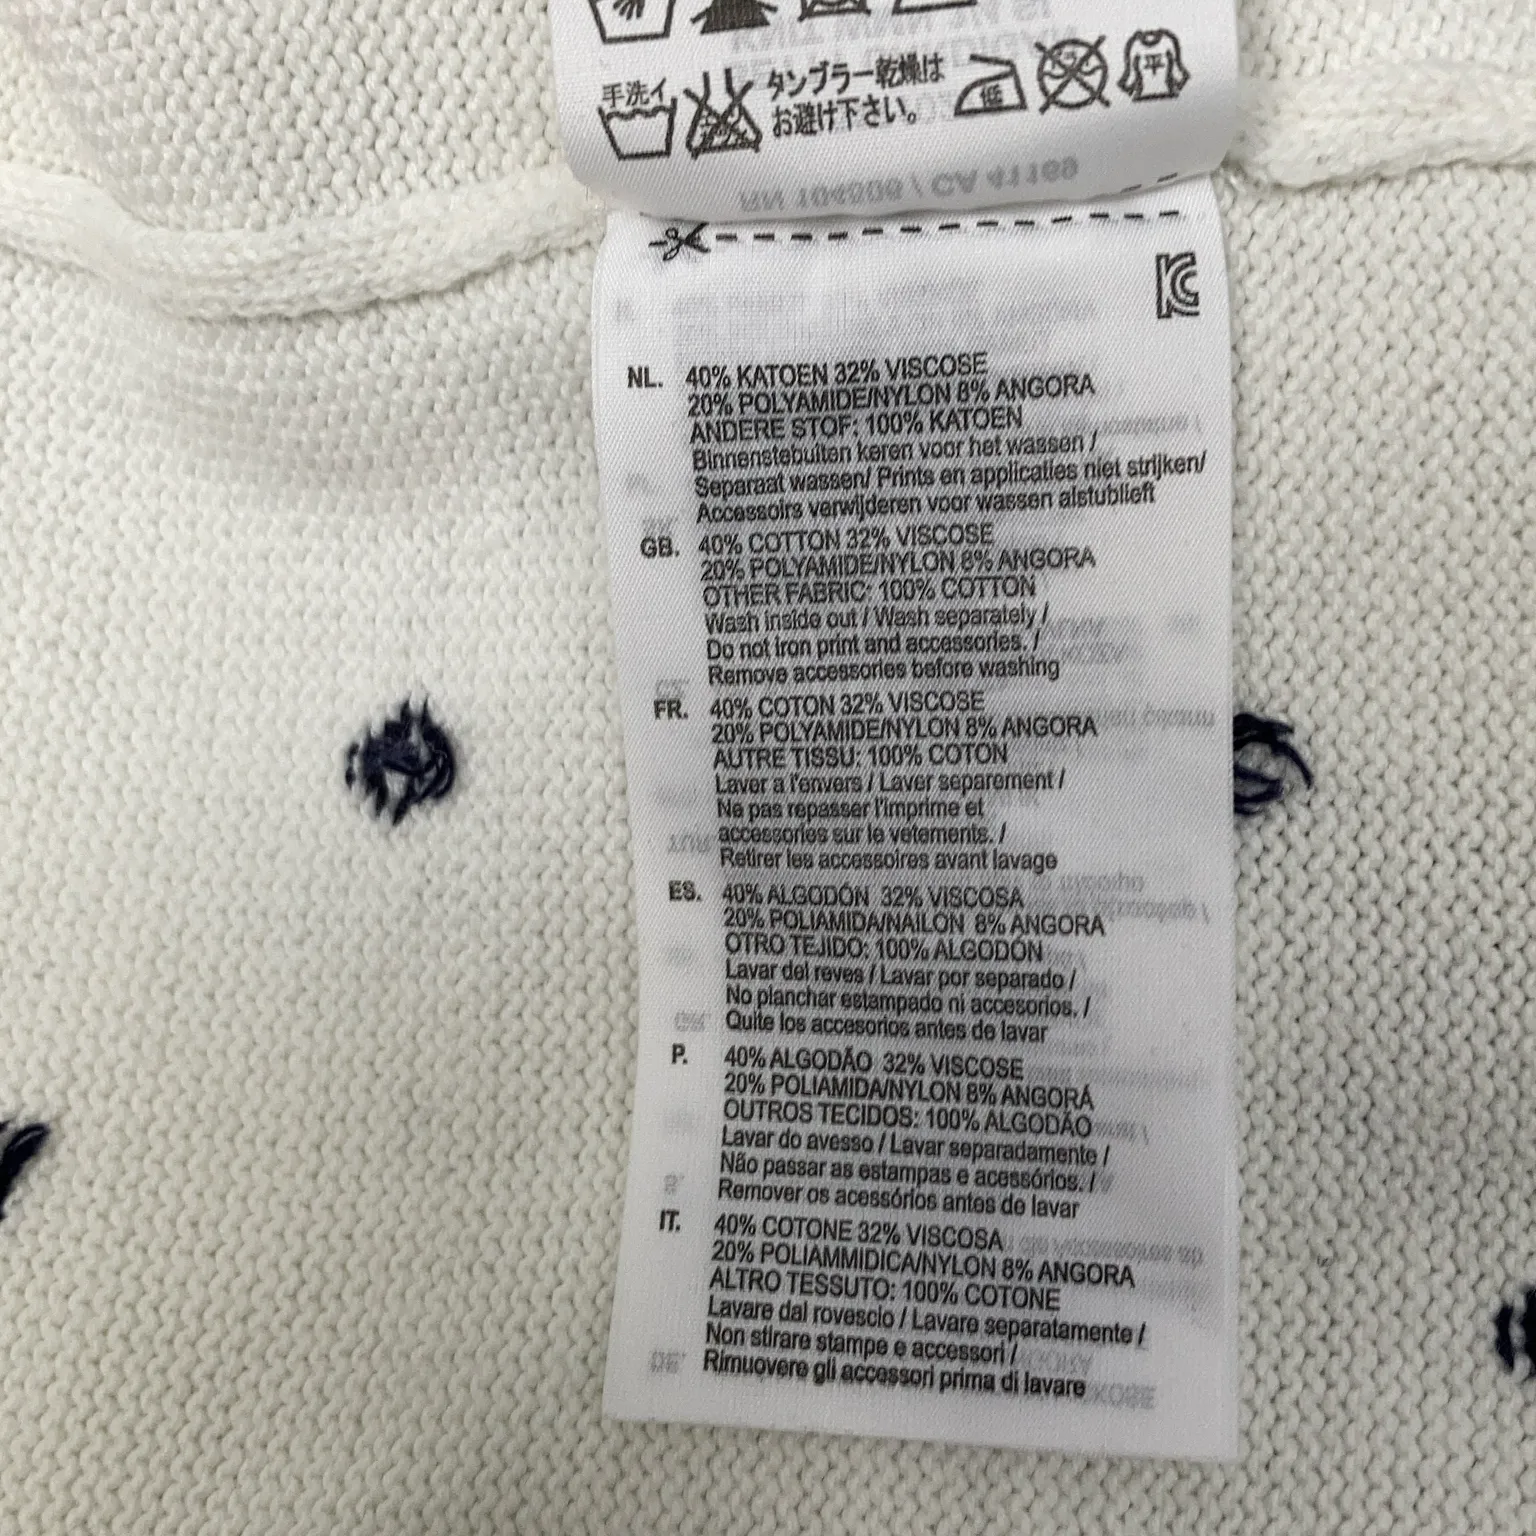 手洗イ
タンブラー乾燥は
お避け下さい。
低
平
RN 104906 / CA 41169
NL. 40% KATOEN 32% VISCOSE
20% POLYAMIDE/NYLON 8% ANGORA
ANDERE STOF: 100% KATOEN
Binnenstebuiten keren voor het wassen /
Separaat wassen/ Prints en applicaties niet strijken/
Accessoirs verwijderen voor wassen alstublieft
GB. 40% COTTON 32% VISCOSE
20% POLYAMIDE/NYLON 8% ANGORA
OTHER FABRIC: 100% COTTON
Wash inside out / Wash separately /
Do not iron print and accessories. /
Remove accessories before washing
FR. 40% COTON 32% VISCOSE
20% POLYAMIDE/NYLON 8% ANGORA
AUTRE TISSU: 100% COTON
Laver a l'envers / Laver separement /
Ne pas repasser l'imprime et
accessories sur le vetements. /
Retirer les accessoires avant lavage
ES. 40% ALGODÓN 32% VISCOSA
20% POLIAMIDA/NAILON 8% ANGORA
OTRO TEJIDO: 100% ALGODÓN
Lavar del reves / Lavar por separado /
No planchar estampado ni accesorios. /
Quite los accesorios antes de lavar
P. 40% ALGODÃO 32% VISCOSE
20% POLIAMIDA/NYLON 8% ANGORÁ
OUTROS TECIDOS: 100% ALGODÃO
Lavar do avesso / Lavar separadamente /
Não passar as estampas e acessórios. /
Remover os acessórios antes de lavar
IT. 40% COTONE 32% VISCOSA
20% POLIAMMIDICA/NYLON 8% ANGORA
ALTRO TESSUTO: 100% COTONE
Lavare dal rovescio / Lavare separatamente /
Non stirare stampe e accessori /
Rimuovere gli accessori prima di lavare